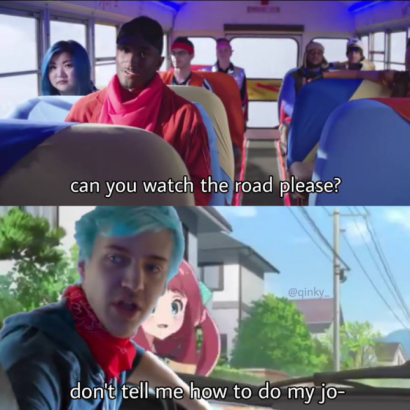 can you watch the road please?
@qinky_
don't tell me how to do my jo-